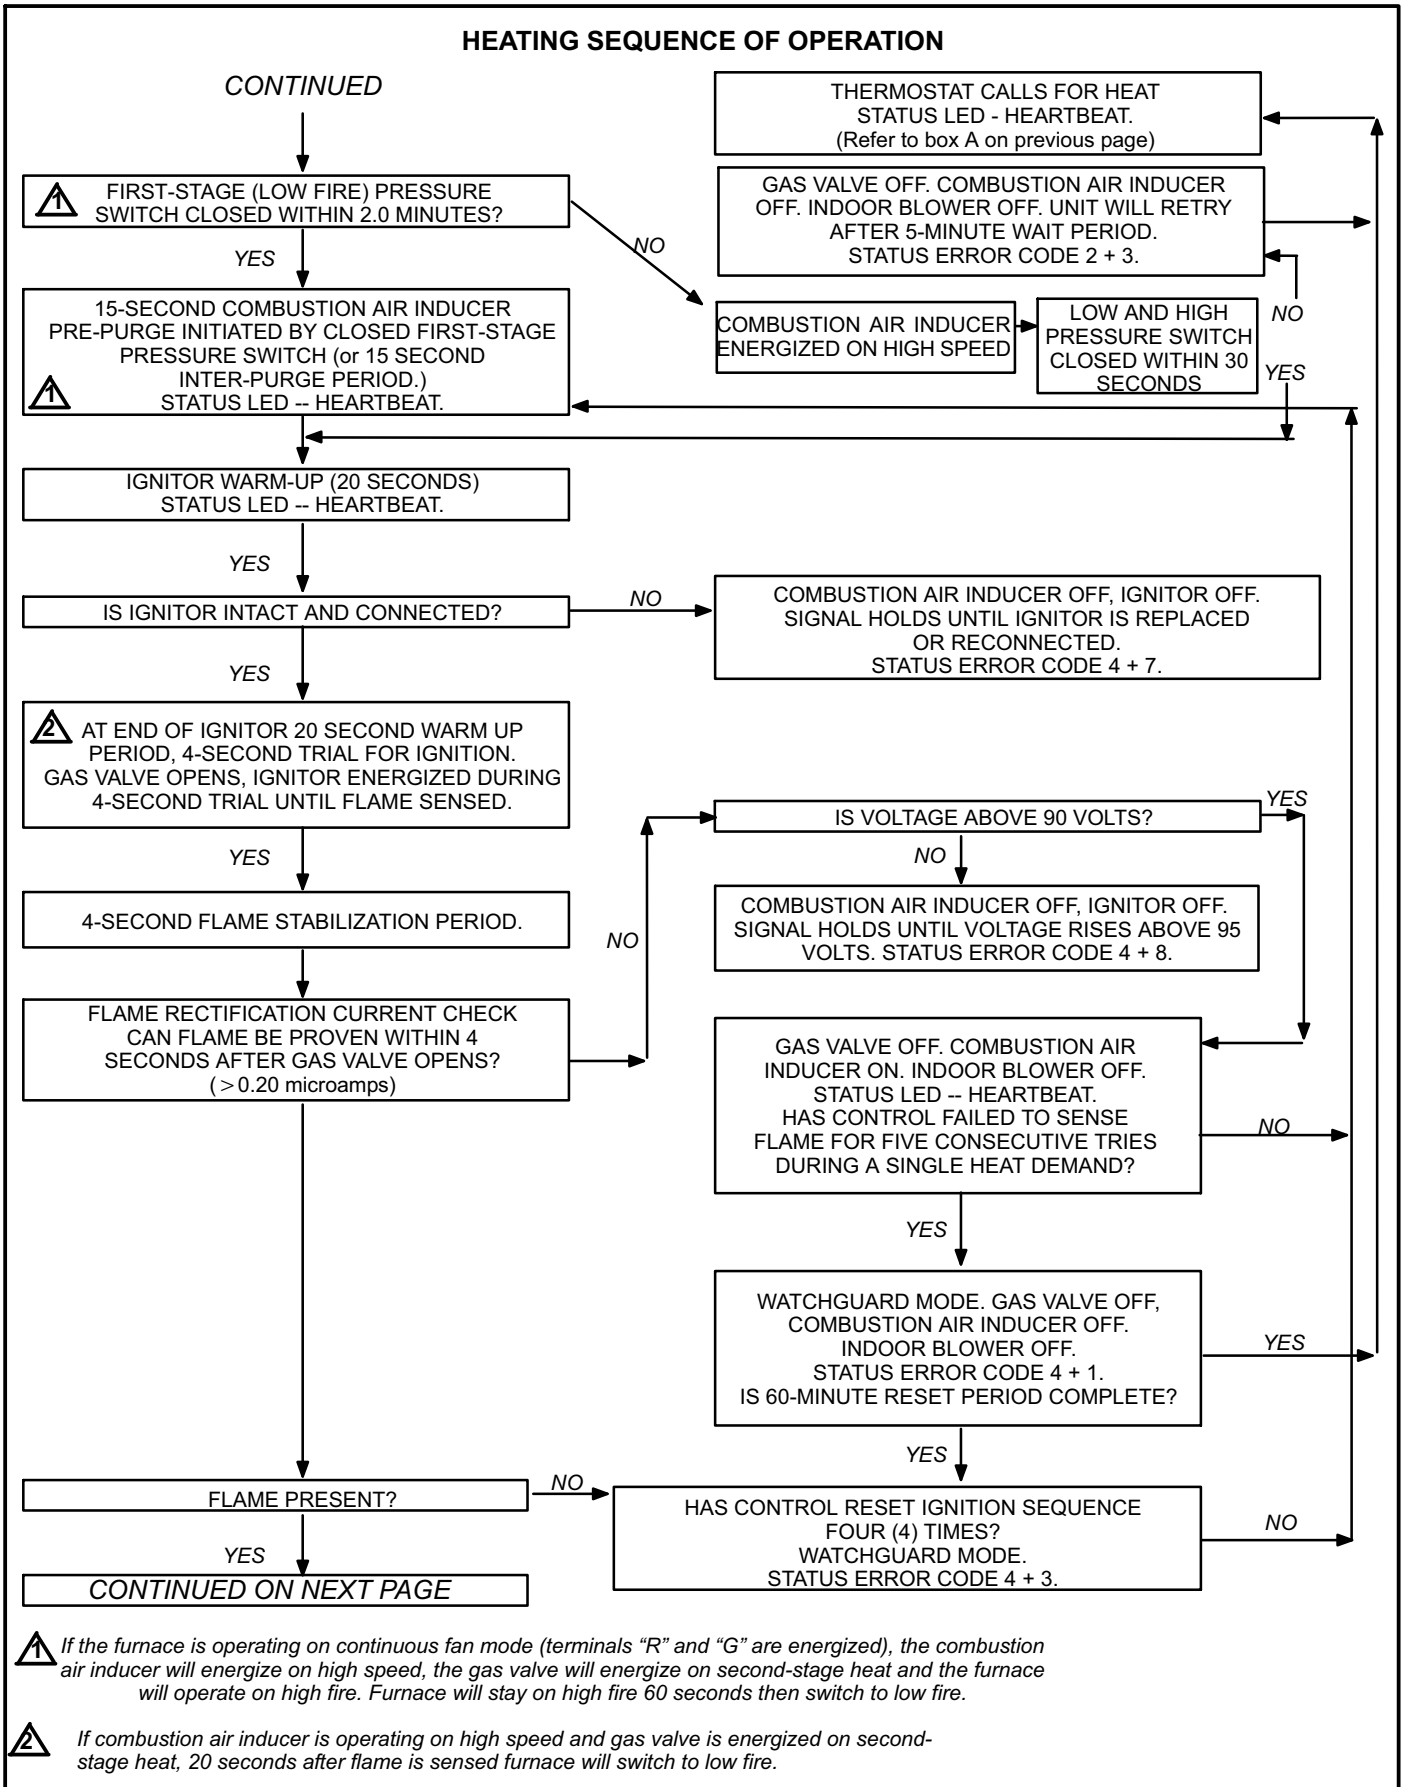 HEATING SEQUENCE OF OPERATION
CONTINUED
THERMOSTAT CALLS FOR HEAT
STATUS LED - HEARTBEAT.
(Refer to box A on previous page)
1
FIRST-STAGE (LOW FIRE) PRESSURE
SWITCH CLOSED WITHIN 2.0 MINUTES?
GAS VALVE OFF. COMBUSTION AIR INDUCER
OFF. INDOOR BLOWER OFF. UNIT WILL RETRY
AFTER 5-MINUTE WAIT PERIOD.
STATUS ERROR CODE 2 + 3.
NO
YES
15-SECOND COMBUSTION AIR INDUCER
PRE-PURGE INITIATED BY CLOSED FIRST-STAGE
PRESSURE SWITCH (or 15 SECOND
INTER-PURGE PERIOD.)
1
STATUS LED -- HEARTBEAT.
COMBUSTION AIR INDUCER
ENERGIZED ON HIGH SPEED
LOW AND HIGH
PRESSURE SWITCH
CLOSED WITHIN 30
SECONDS
NO
YES
IGNITOR WARM-UP (20 SECONDS)
STATUS LED -- HEARTBEAT.
YES
IS IGNITOR INTACT AND CONNECTED?
NO
COMBUSTION AIR INDUCER OFF, IGNITOR OFF.
SIGNAL HOLDS UNTIL IGNITOR IS REPLACED
OR RECONNECTED.
STATUS ERROR CODE 4 + 7.
YES
2
AT END OF IGNITOR 20 SECOND WARM UP
PERIOD, 4-SECOND TRIAL FOR IGNITION.
GAS VALVE OPENS, IGNITOR ENERGIZED DURING
4-SECOND TRIAL UNTIL FLAME SENSED.
IS VOLTAGE ABOVE 90 VOLTS?
YES
NO
YES
4-SECOND FLAME STABILIZATION PERIOD.
NO
COMBUSTION AIR INDUCER OFF, IGNITOR OFF.
SIGNAL HOLDS UNTIL VOLTAGE RISES ABOVE 95
VOLTS. STATUS ERROR CODE 4 + 8.
FLAME RECTIFICATION CURRENT CHECK
CAN FLAME BE PROVEN WITHIN 4
SECONDS AFTER GAS VALVE OPENS?
(>0.20 microamps)
GAS VALVE OFF. COMBUSTION AIR
INDUCER ON. INDOOR BLOWER OFF.
STATUS LED -- HEARTBEAT.
HAS CONTROL FAILED TO SENSE
FLAME FOR FIVE CONSECUTIVE TRIES
DURING A SINGLE HEAT DEMAND?
NO
YES
WATCHGUARD MODE. GAS VALVE OFF,
COMBUSTION AIR INDUCER OFF.
INDOOR BLOWER OFF.
STATUS ERROR CODE 4 + 1.
IS 60-MINUTE RESET PERIOD COMPLETE?
YES
YES
FLAME PRESENT?
NO
HAS CONTROL RESET IGNITION SEQUENCE
FOUR (4) TIMES?
WATCHGUARD MODE.
STATUS ERROR CODE 4 + 3.
NO
YES
CONTINUED ON NEXT PAGE
1
If the furnace is operating on continuous fan mode (terminals “R” and “G” are energized), the combustion
air inducer will energize on high speed, the gas valve will energize on second-stage heat and the furnace
will operate on high fire. Furnace will stay on high fire 60 seconds then switch to low fire.
2
If combustion air inducer is operating on high speed and gas valve is energized on second-
stage heat, 20 seconds after flame is sensed furnace will switch to low fire.